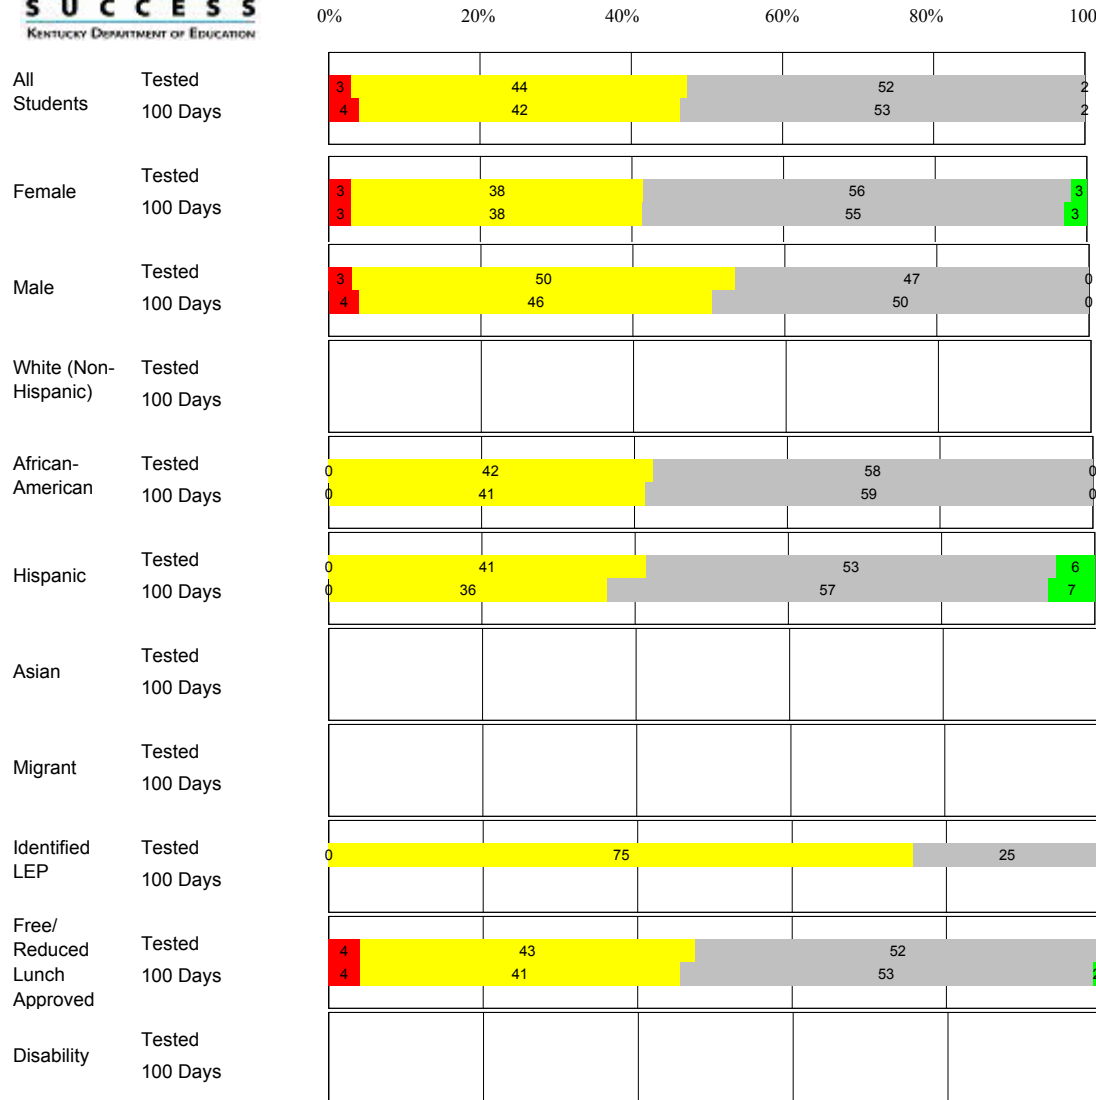 S U C C E S S
KENTUCKY DEPARTMENT OF EDUCATION
0% 20% 40% 60% 80% 100
All Students
Tested 3 44 52 2
100 Days 4 42 53 2
Female
Tested 3 38 56 3
100 Days 3 38 55 3
Male
Tested 3 50 47 0
100 Days 4 46 50 0
White (Non-
Hispanic)
Tested
100 Days
African-
American
Tested 0 42 58 0
100 Days 0 41 59 0
Hispanic
Tested 0 41 53 6
100 Days 0 36 57 7
Asian
Tested
100 Days
Migrant
Tested
100 Days
Identified
LEP
Tested 0 75 25
100 Days
Free/
Reduced
Lunch
Approved
Tested 4 43 52
100 Days 4 41 53 2
Disability
Tested
100 Days